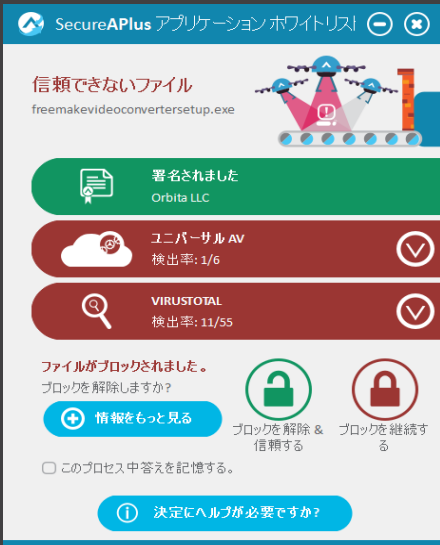 SecureAPlus アプリケーション ホワイトリスト
信頼できないファイル
freemakevideoconvertersetup.exe
署名されました
Orbita LLC
ユニバーサル AV
検出率: 1/6
VIRUSTOTAL
検出率: 11/55
ファイルがブロックされました。
ブロックを解除しますか?
情報をもっと見る
ブロックを解除 &
信頼する
ブロックを継続す
る
このプロセス中答えを記憶する。
決定にヘルプが必要ですか?